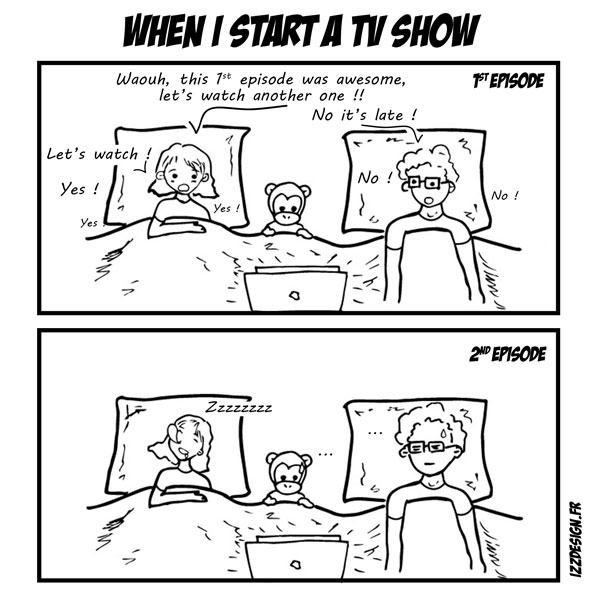 WHEN I START A TV SHOW
1ST EPISODE
Waouh, this 1st episode was awesome,
let's watch another one !!
No it's late !
Let's watch !
Yes !
Yes !
Yes !
No !
No !
2ND EPISODE
Zzzzzzzz
...
...
IZZDESIGN.FR